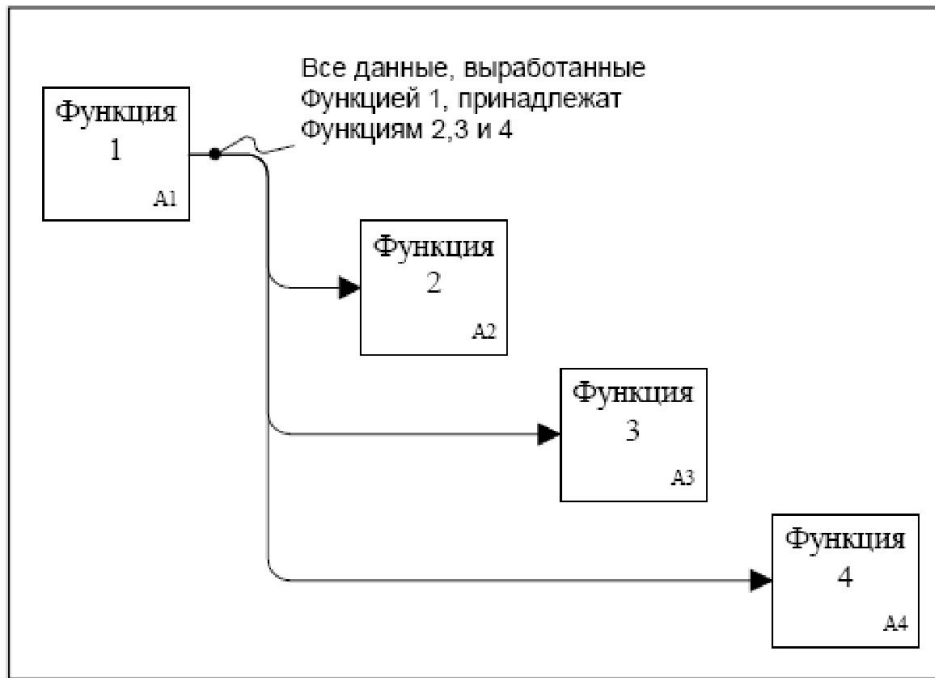 Все данные, выработанные
Функцией 1, принадлежат
Функциям 2,3 и 4
Функция
1
A1
Функция
2
A2
Функция
3
A3
Функция
4
A4